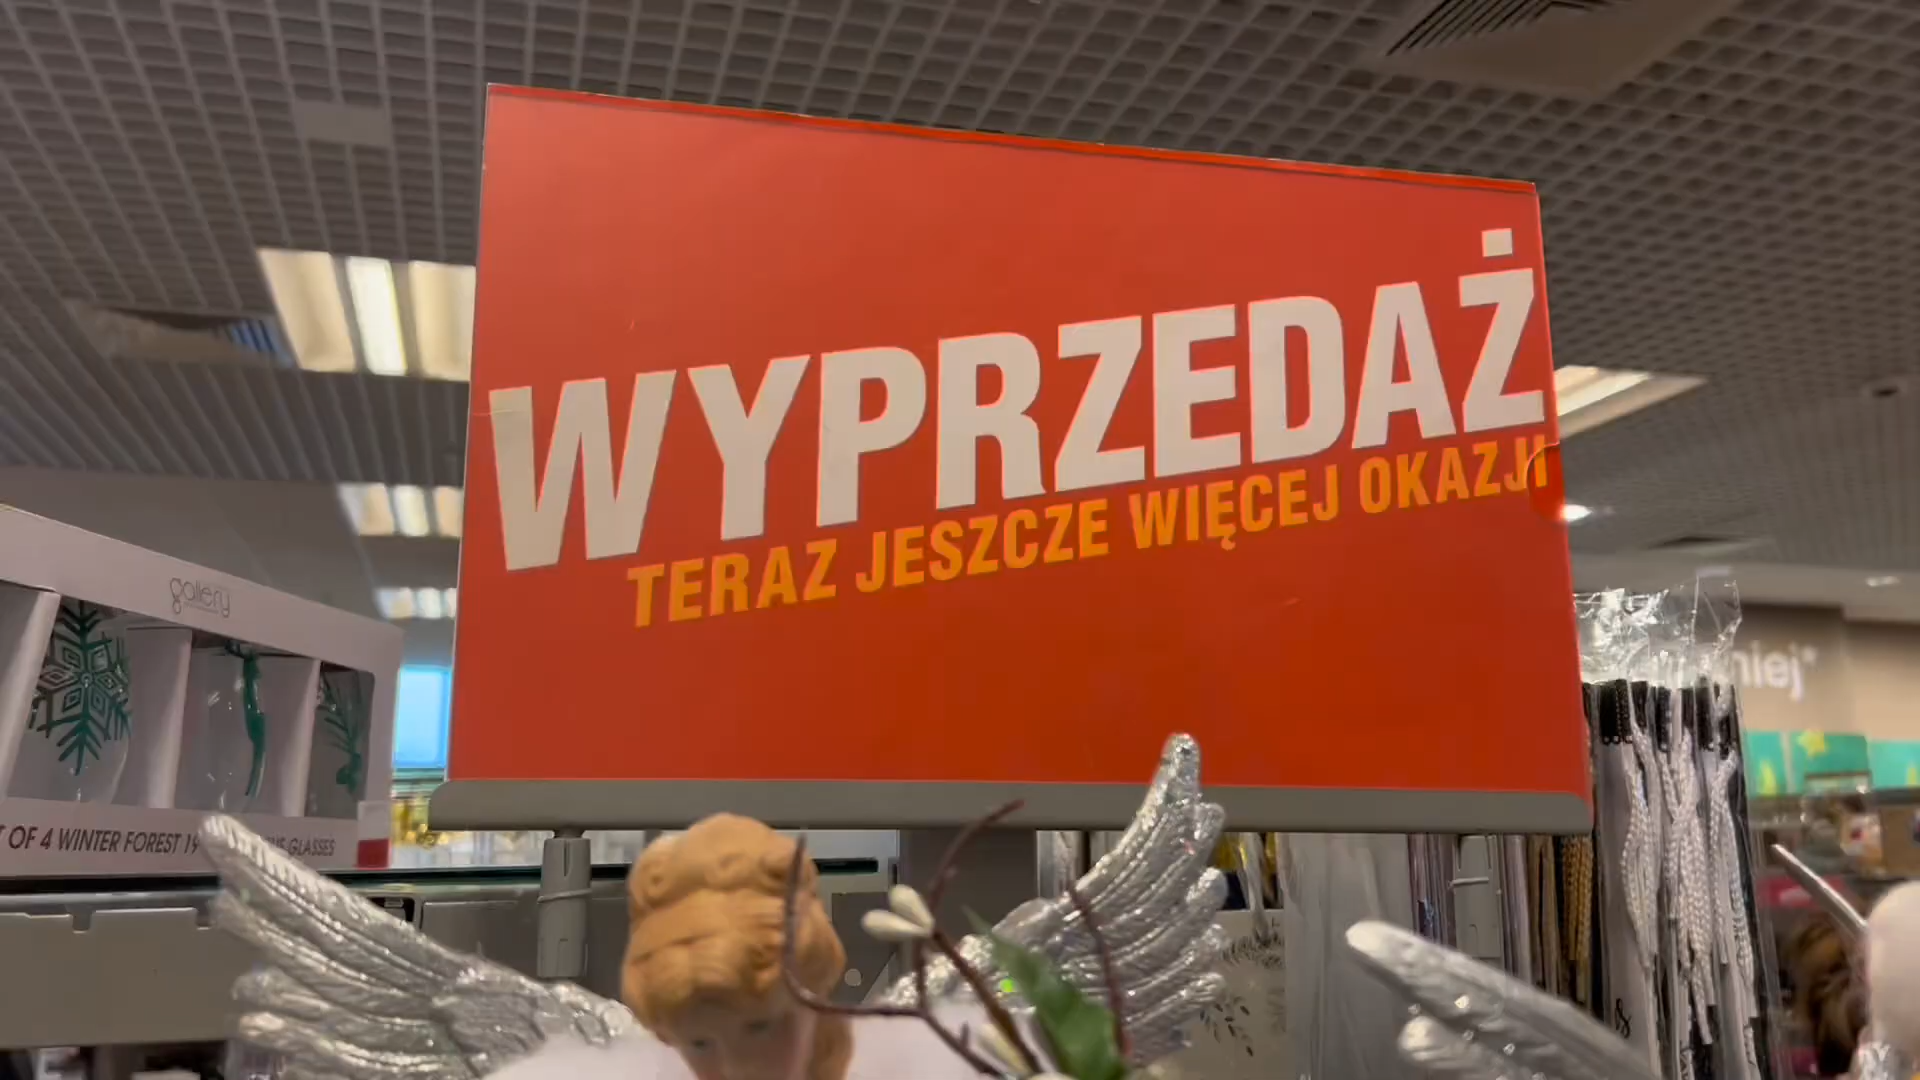 WYPRZEDAŻ
TERAZ JESZCZE WIĘCEJ OKAZJI
gallery
OF 4 WINTER FOREST
GLASSES